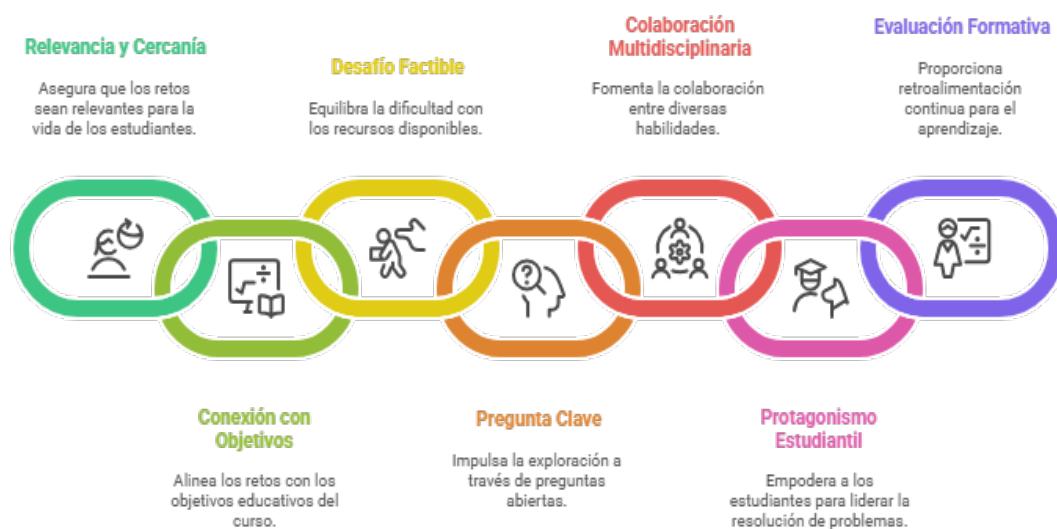 Relevancia y Cercanía
Asegura que los retos
sean relevantes para la
vida de los estudiantes.
Conexión con
Objetivos
Alinea los retos con los
objetivos educativos del
curso.
Desafío Factible
Equilibra la dificultad con
los recursos disponibles.
Pregunta Clave
Impulsa la exploración a
través de preguntas
abiertas.
Colaboración
Multidisciplinaria
Fomenta la colaboración
entre diversas
habilidades.
Protagonismo
Estudiantil
Empodera a los
estudiantes para liderar la
resolución de problemas.
Evaluación Formativa
Proporciona
retroalimentación
continua para el
aprendizaje.